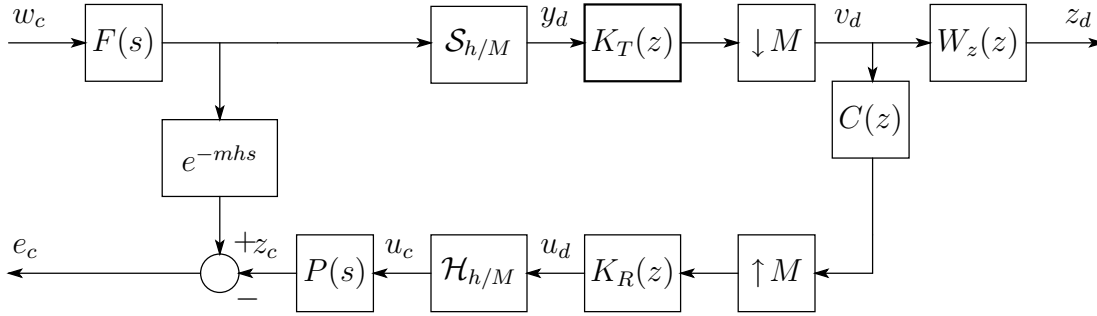 w_c
F(s)
𝒮_{h/M}
y_d
K_T(z)
↓M
v_d
W_z(z)
z_d
C(z)
e^{-mhs}
e_c
+
−
z_c
P(s)
u_c
ℋ_{h/M}
u_d
K_R(z)
↑M